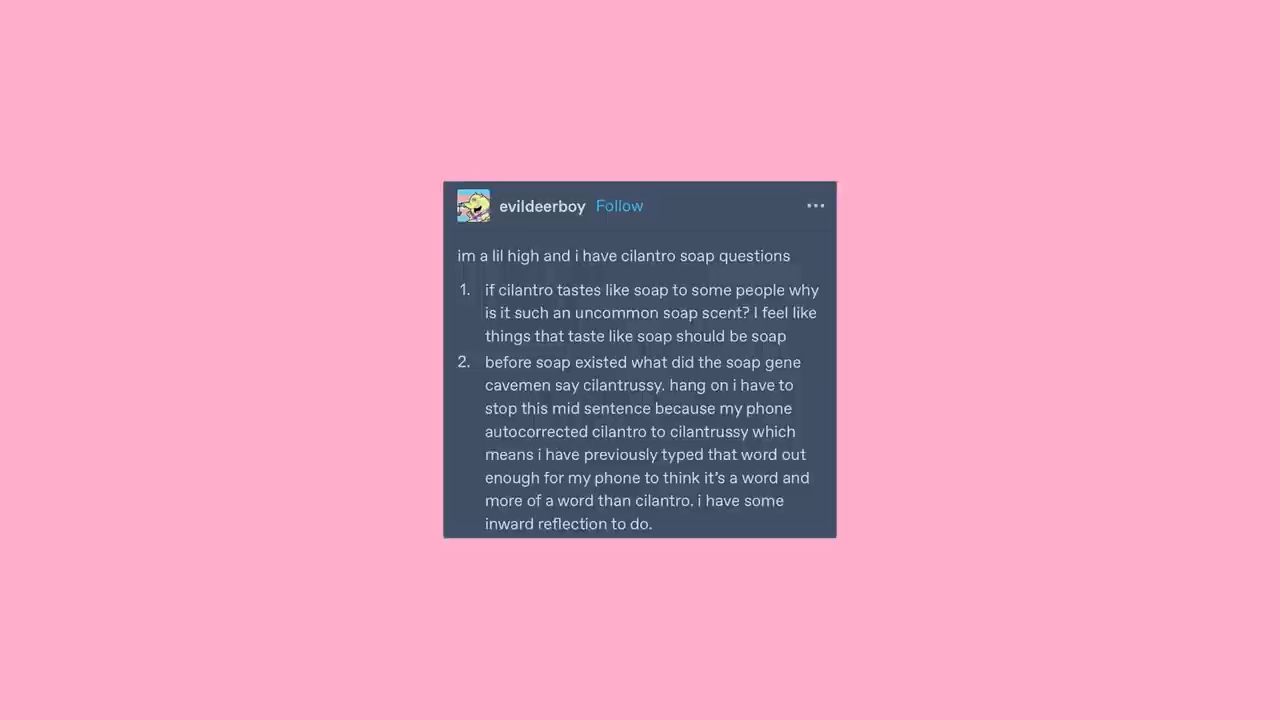 evildeerboy Follow
im a lil high and i have cilantro soap questions
1. if cilantro tastes like soap to some people why
is it such an uncommon soap scent? I feel like
things that taste like soap should be soap
2. before soap existed what did the soap gene
cavemen say cilantrussy. hang on i have to
stop this mid sentence because my phone
autocorrected cilantro to cilantrussy which
means i have previously typed that word out
enough for my phone to think it's a word and
more of a word than cilantro. i have some
inward reflection to do.